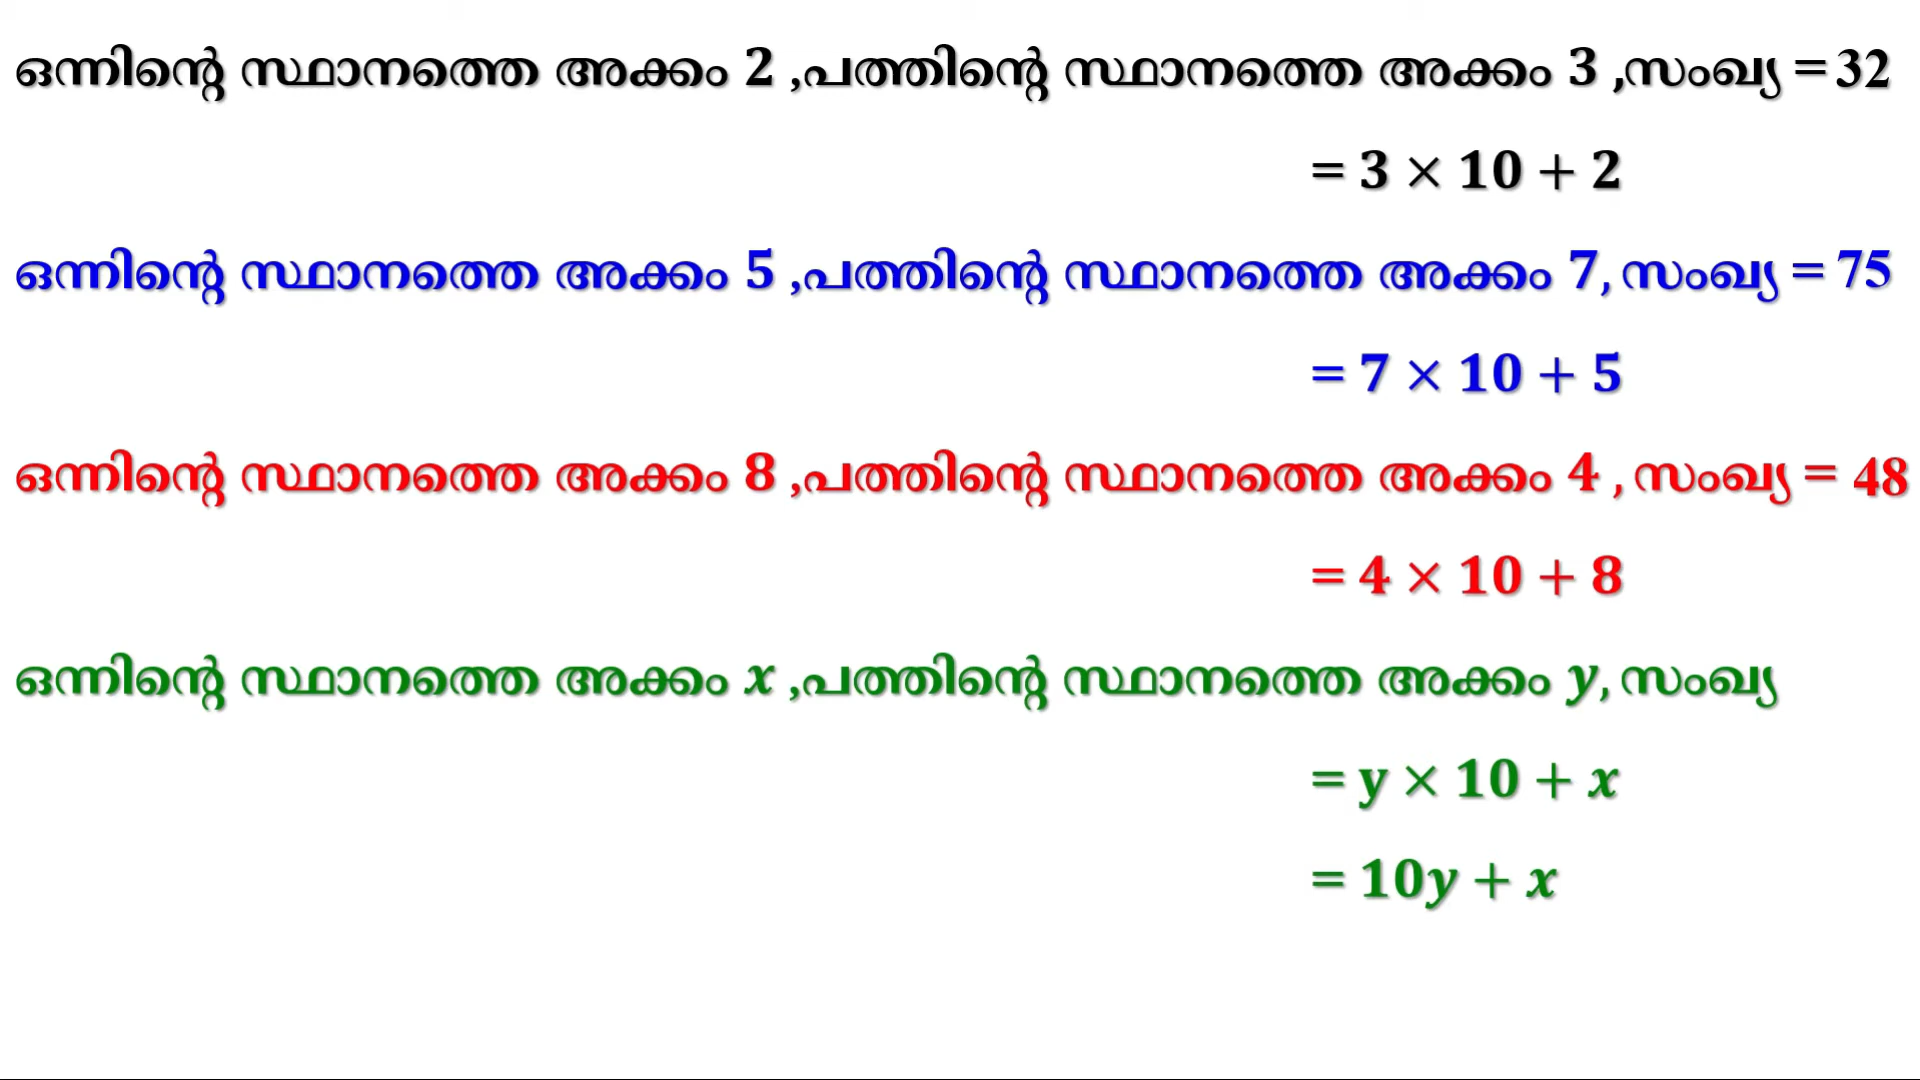 ഒന്നിന്റെ സ്ഥാനത്തെ അക്കം 2 ,പത്തിന്റെ സ്ഥാനത്തെ അക്കം 3 ,സംഖ്യ = 32
= 3 × 10 + 2
ഒന്നിന്റെ സ്ഥാനത്തെ അക്കം 5 ,പത്തിന്റെ സ്ഥാനത്തെ അക്കം 7, സംഖ്യ = 75
= 7 × 10 + 5
ഒന്നിന്റെ സ്ഥാനത്തെ അക്കം 8 ,പത്തിന്റെ സ്ഥാനത്തെ അക്കം 4 , സംഖ്യ = 48
= 4 × 10 + 8
ഒന്നിന്റെ സ്ഥാനത്തെ അക്കം x ,പത്തിന്റെ സ്ഥാനത്തെ അക്കം y, സംഖ്യ
= y × 10 + x
= 10y + x